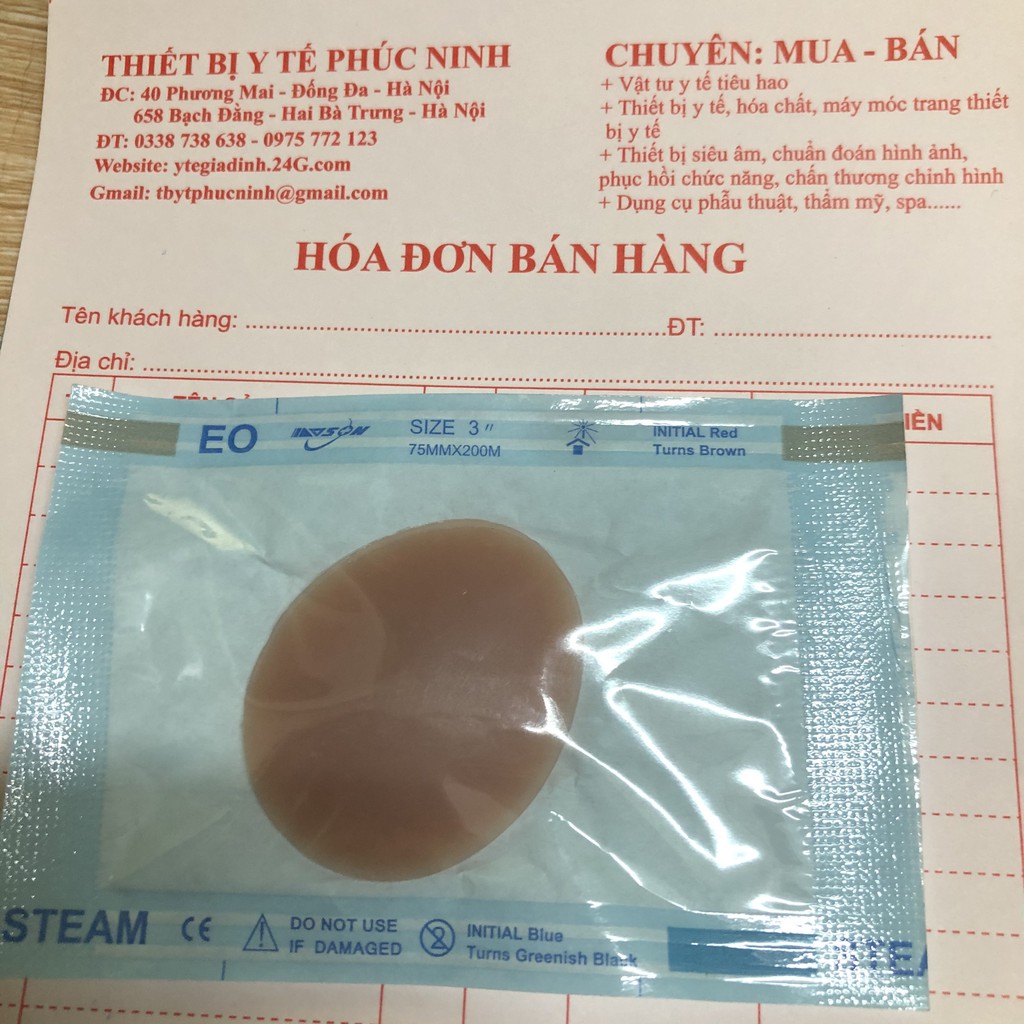 THIẾT BỊ Y TẾ PHÚC NINH
ĐC: 40 Phương Mai - Đống Đa - Hà Nội
658 Bạch Đằng - Hai Bà Trưng - Hà Nội
ĐT: 0338 738 638 - 0975 772 123
Website: ytegiadinh.24G.com
Gmail: tbytphucninh@gmail.com
CHUYÊN: MUA - BÁN
+ Vật tư y tế tiêu hao
+ Thiết bị y tế, hóa chất, máy móc trang thiết
bị y tế
+ Thiết bị siêu âm, chuẩn đoán hình ảnh,
phục hồi chức năng, chấn thương chỉnh hình
+ Dụng cụ phẫu thuật, thẩm mỹ, spa......
HÓA ĐƠN BÁN HÀNG
Tên khách hàng: ........ĐT: ........
Địa chỉ: ........
EO
SIZE 3"
75MMX200M
INITIAL Red
Turns Brown
STEAM
CE
DO NOT USE
IF DAMAGED
2
INITIAL Blue
Turns Greenish Black